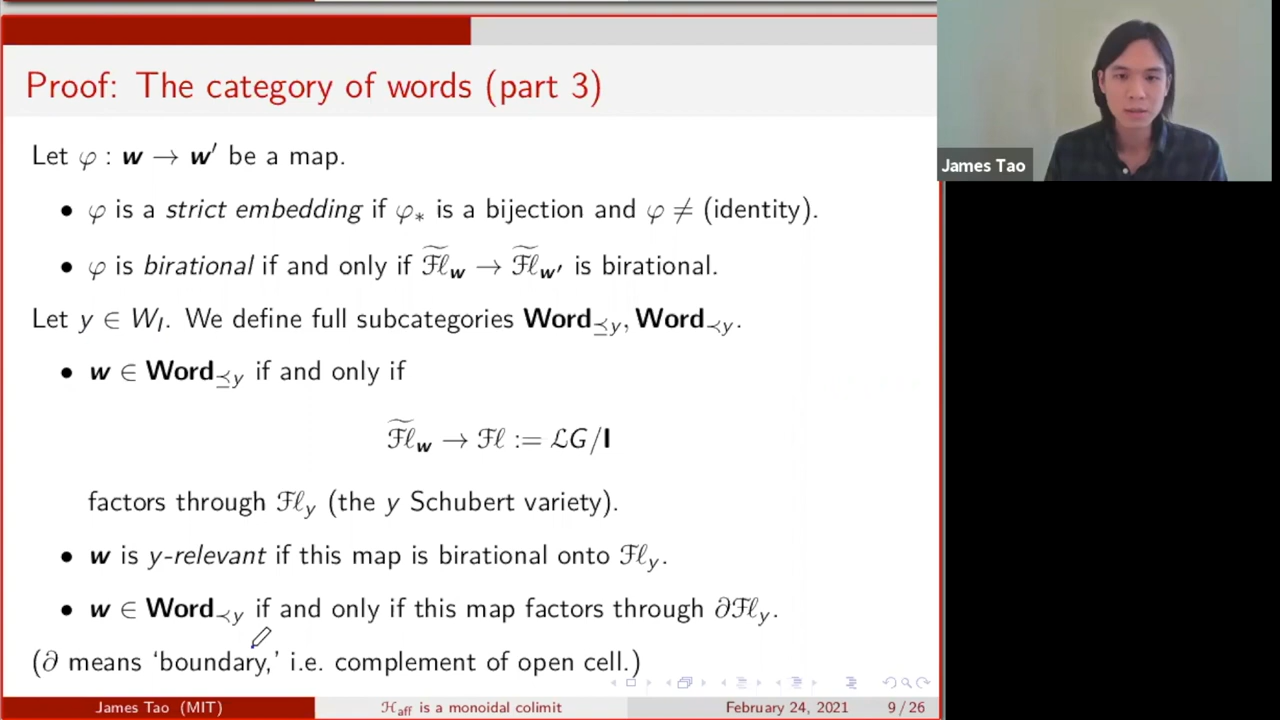 Proof: The category of words (part 3)
Let φ : w → w′ be a map.
• φ is a strict embedding if φ∗ is a bijection and φ ≠ (identity).
• φ is birational if and only if ℱ̃ℓ_w → ℱ̃ℓ_w′ is birational.
Let y ∈ W_I. We define full subcategories Word_⪯y, Word_≺y.
• w ∈ Word_⪯y if and only if
ℱ̃ℓ_w → ℱℓ := ℒG/I
factors through ℱℓ_y (the y Schubert variety).
• w is y-relevant if this map is birational onto ℱℓ_y.
• w ∈ Word_≺y if and only if this map factors through ∂ℱℓ_y.
(∂ means ‘boundary,’ i.e. complement of open cell.)
James Tao (MIT)
ℋ_aff is a monoidal colimit
February 24, 2021
9 / 26
James Tao